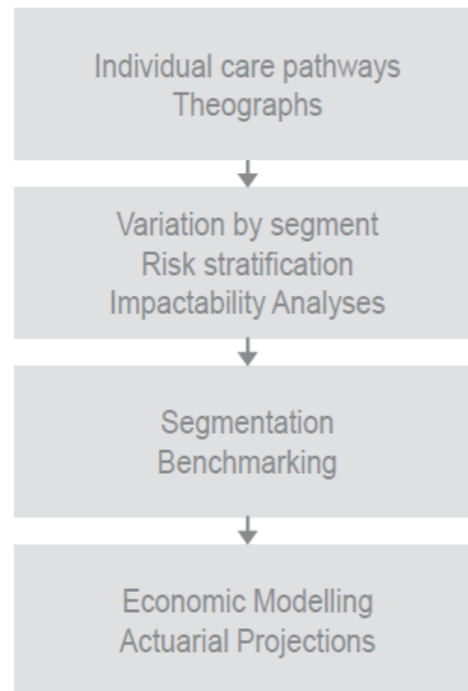 Individual care pathways
Theographs
Variation by segment
Risk stratification
Impactability Analyses
Segmentation
Benchmarking
Economic Modelling
Actuarial Projections